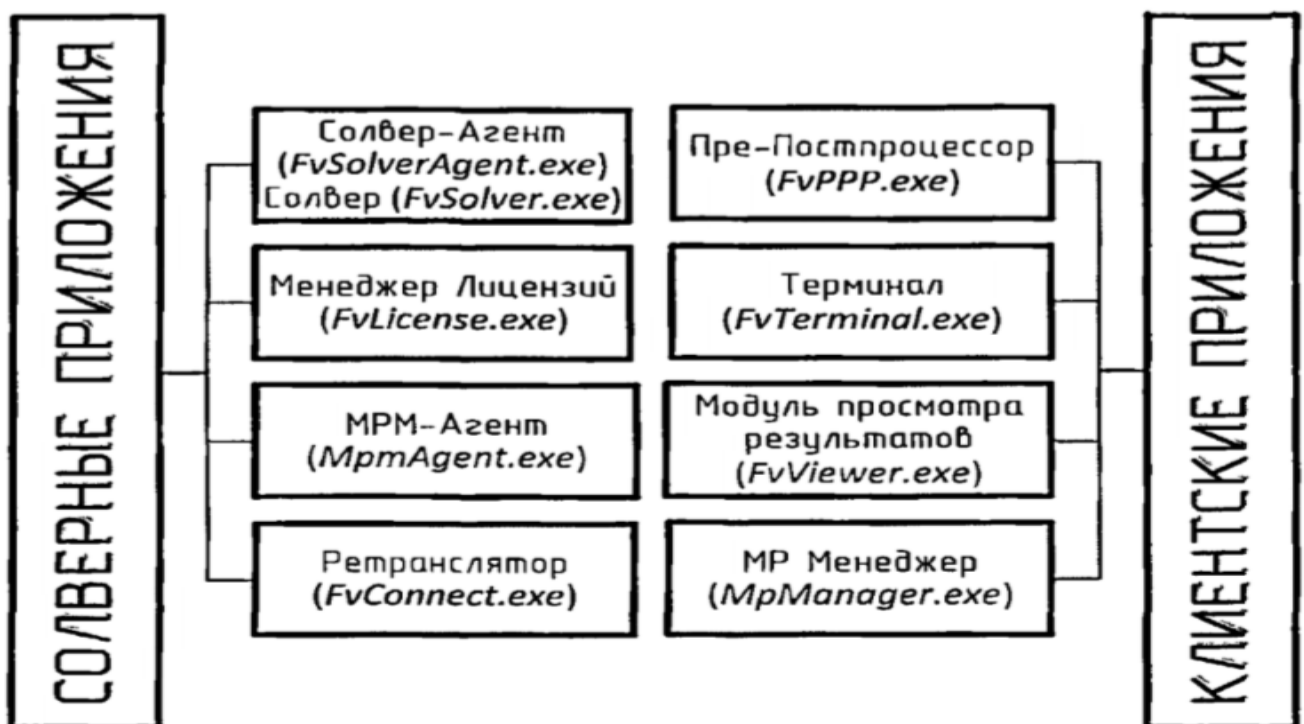 СОЛВЕРНЫЕ ПРИЛОЖЕНИЯ
Солвер-Агент
(FvSolverAgent.exe)
Солвер (FvSolver.exe)
Менеджер Лицензий
(FvLicense.exe)
МРМ-Агент
(MpmAgent.exe)
Ретранслятор
(FvConnect.exe)
Пре-Постпроцессор
(FvPPP.exe)
Терминал
(FvTerminal.exe)
Модуль просмотра
результатов
(FvViewer.exe)
МР Менеджер
(MpManager.exe)
КЛИЕНТСКИЕ ПРИЛОЖЕНИЯ